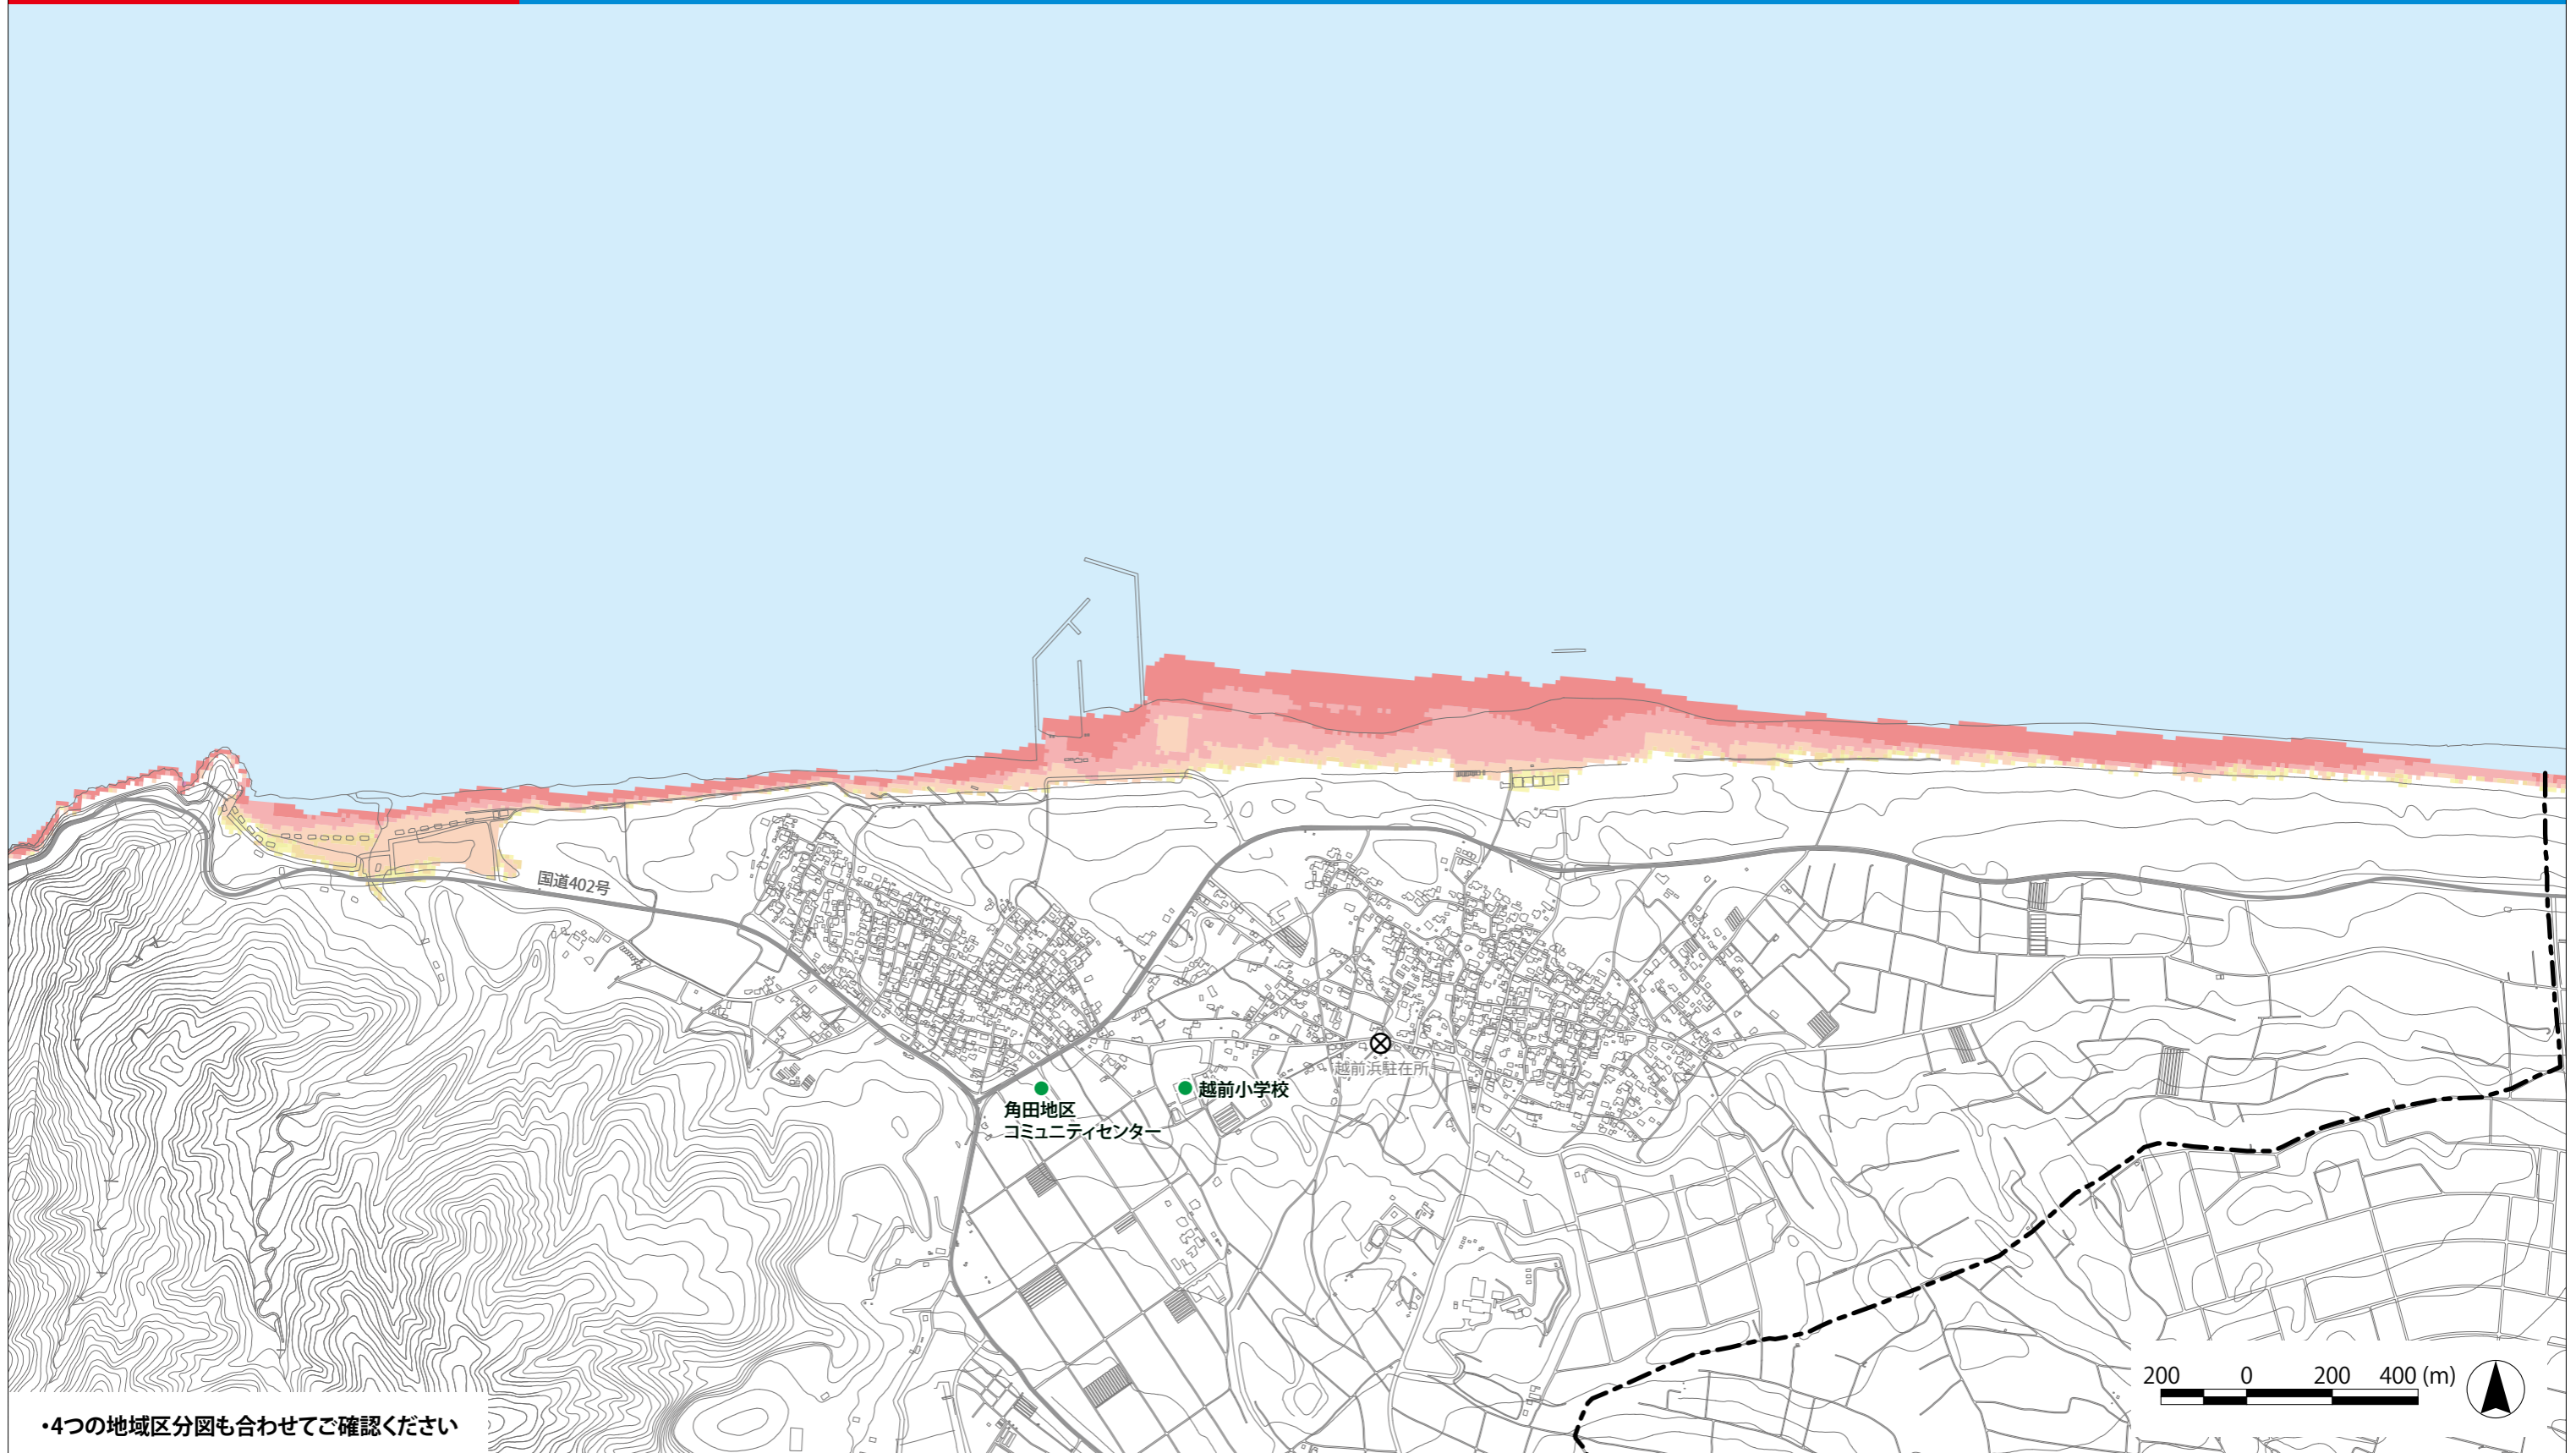 国道402号
越前浜駐在所
越前小学校
角田地区
コミュニティセンター
200 0 200 400 (m)
・4つの地域区分図も合わせてご確認ください